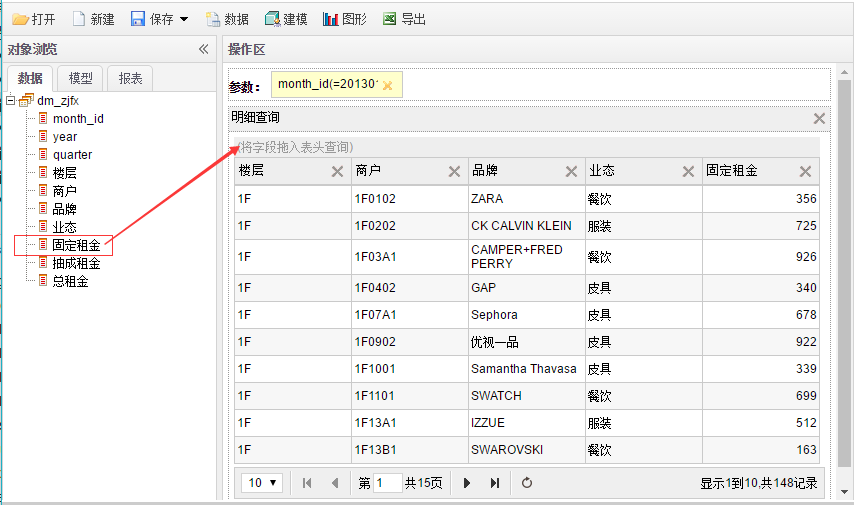 打开 新建 保存 数据 建模 图形 导出
对象浏览
数据 模型 报表
dm_zjfx
month_id
year
quarter
楼层
商户
品牌
业态
固定租金
抽成租金
总租金
操作区
参数： month_id(=20130
明细查询
(将字段拖入表头查询)
楼层 商户 品牌 业态 固定租金
1F 1F0102 ZARA 餐饮 356
1F 1F0202 CK CALVIN KLEIN 服装 725
1F 1F03A1 CAMPER+FRED PERRY 餐饮 926
1F 1F0402 GAP 皮具 340
1F 1F07A1 Sephora 皮具 678
1F 1F0902 优视一品 皮具 922
1F 1F1001 Samantha Thavasa 皮具 339
1F 1F1101 SWATCH 餐饮 699
1F 1F13A1 IZZUE 服装 512
1F 1F13B1 SWAROVSKI 餐饮 163
10 第 1 共15页 显示1到10,共148记录